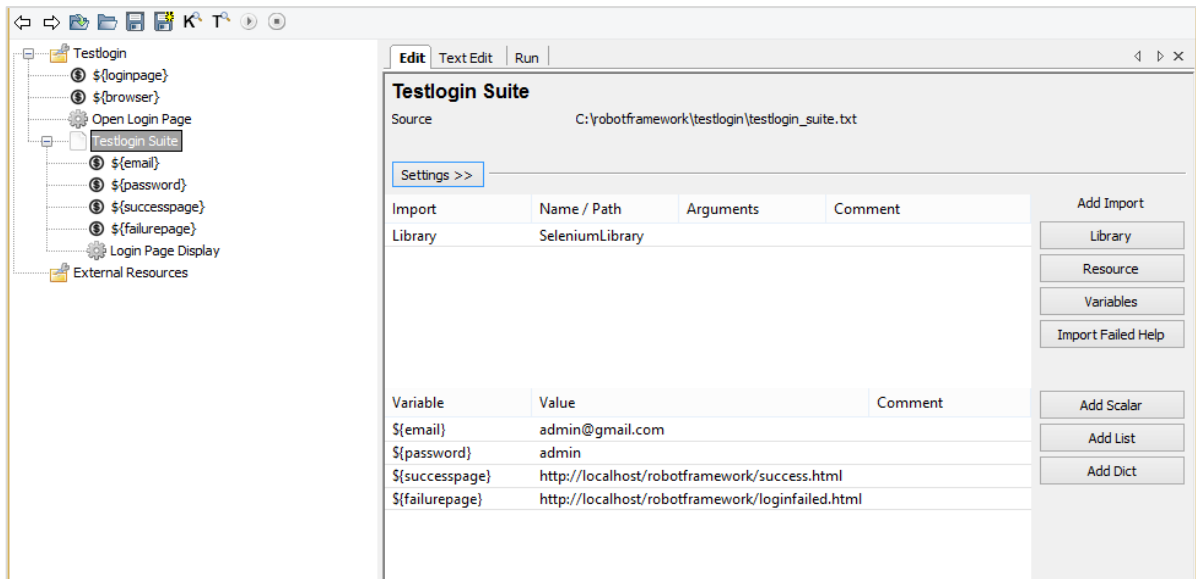 K T
Testlogin
${loginpage}
${browser}
Open Login Page
Testlogin Suite
${email}
${password}
${successpage}
${failurepage}
Login Page Display
External Resources
Edit Text Edit Run
Testlogin Suite
Source C:\robotframework\testlogin\testlogin_suite.txt
Settings >>
Import Name / Path Arguments Comment Add Import
Library SeleniumLibrary Library
Resource
Variables
Import Failed Help
Variable Value Comment Add Scalar
${email} admin@gmail.com
Add List
${password} admin
Add Dict
${successpage} http://localhost/robotframework/success.html
${failurepage} http://localhost/robotframework/loginfailed.html